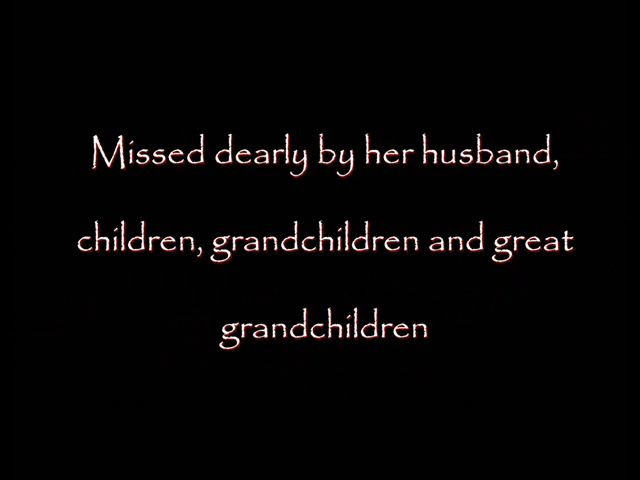 Missed dearly by her husband,
children, grandchildren and great
grandchildren